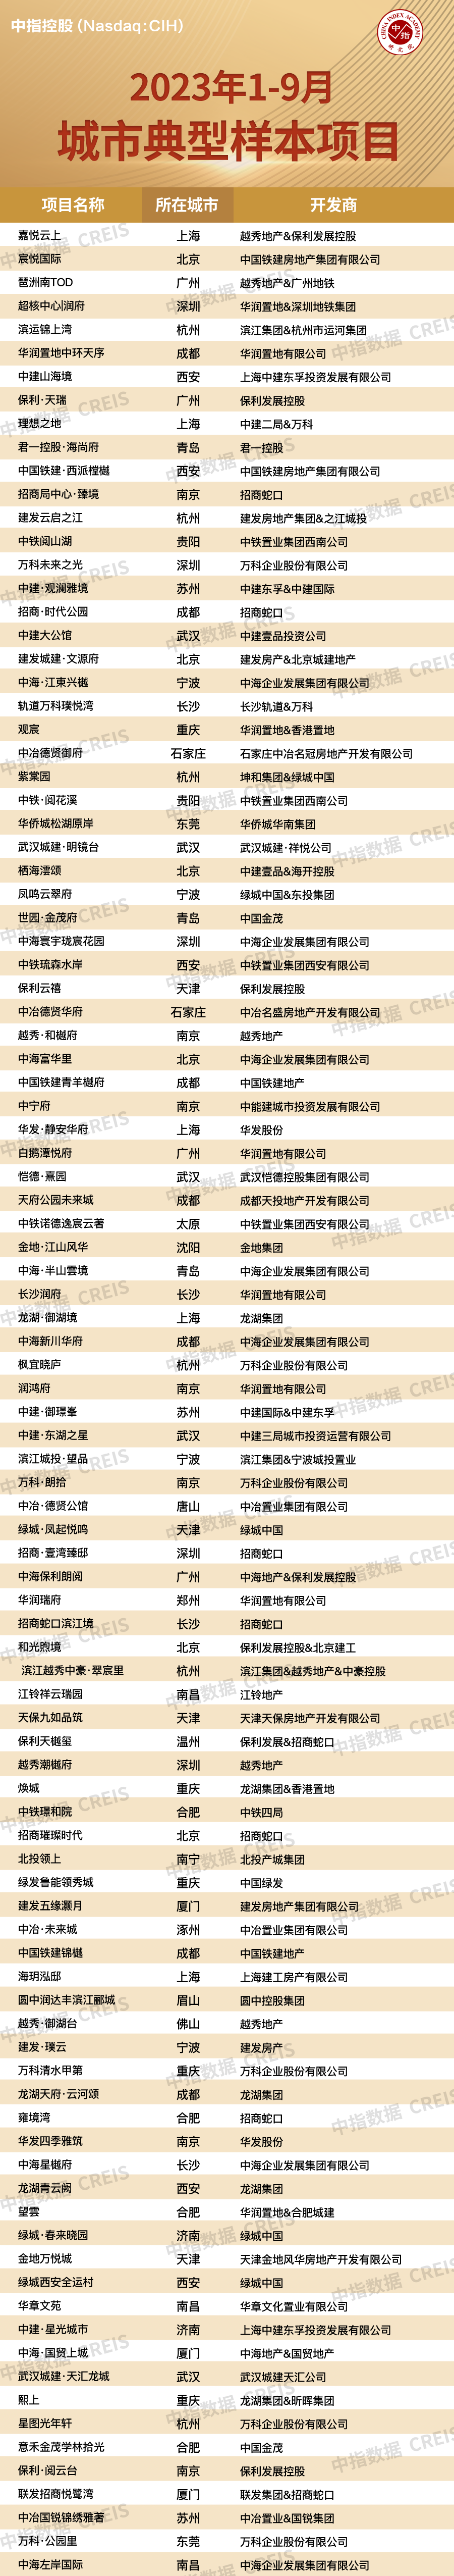 中指控股（Nasdaq:CIH）
CHINA INDEX ACADEMY
中指
研究院
2023年1-9月
城市典型样本项目
项目名称 所在城市 开发商
嘉悦云上 上海 越秀地产&保利发展控股
宸悦国际 北京 中国铁建房地产集团有限公司
琶洲南TOD 广州 越秀地产&广州地铁
超核中心润府 深圳 华润置地&深圳地铁集团
滨运锦上湾 杭州 滨江集团&杭州市运河集团
华润置地中环天序 成都 华润置地有限公司
中建山海境 西安 上海中建东孚投资发展有限公司
保利·天瑞 广州 保利发展控股
理想之地 上海 中建二局&万科
君一控股·海尚府 青岛 君一控股
中国铁建·西派樘樾 西安 中国铁建房地产集团有限公司
招商局中心·臻境 南京 招商蛇口
建发云启之江 杭州 建发房地产集团&之江城投
中铁阅山湖 贵阳 中铁置业集团西南公司
万科未来之光 深圳 万科企业股份有限公司
中建·观澜雅境 苏州 中建东孚&中建国际
招商·时代公园 成都 招商蛇口
中建大公馆 武汉 中建壹品投资公司
建发城建·文源府 北京 建发房产&北京城建地产
中海·江東兴樾 宁波 中海企业发展集团有限公司
轨道万科璞悦湾 长沙 长沙轨道&万科
观宸 重庆 华润置地&香港置地
中冶德贤御府 石家庄 石家庄中冶名冠房地产开发有限公司
紫棠园 杭州 坤和集团&绿城中国
中铁·阅花溪 贵阳 中铁置业集团西南公司
华侨城松湖原岸 东莞 华侨城华南集团
武汉城建·明镜台 武汉 武汉城建·祥悦公司
栖海澐颂 北京 中建壹品&海开控股
凤鸣云翠府 宁波 绿城中国&东投集团
世园·金茂府 青岛 中国金茂
中海寰宇珑宸花园 深圳 中海企业发展集团有限公司
中铁琉森水岸 西安 中铁置业集团西安有限公司
保利云禧 天津 保利发展控股
中冶德贤华府 石家庄 中冶名盛房地产开发有限公司
越秀·和樾府 南京 越秀地产
中海富华里 北京 中海企业发展集团有限公司
中国铁建青羊樾府 成都 中国铁建地产
中宁府 南京 中能建城市投资发展有限公司
华发·静安华府 上海 华发股份
白鹅潭悦府 广州 华润置地有限公司
恺德·熹园 武汉 武汉恺德控股集团有限公司
天府公园未来城 成都 成都天投地产开发有限公司
中铁诺德逸宸云著 太原 中铁置业集团西安有限公司
金地·江山风华 沈阳 金地集团
中海·半山雲境 青岛 中海企业发展集团有限公司
长沙润府 长沙 华润置地有限公司
龙湖·御湖境 上海 龙湖集团
中海新川华府 成都 中海企业发展集团有限公司
枫宜晓庐 杭州 万科企业股份有限公司
润鸿府 南京 华润置地有限公司
中建·御璟峯 苏州 中建国际&中建东孚
中建·东湖之星 武汉 中建三局城市投资运营有限公司
滨江城投·望品 宁波 滨江集团&宁波城投置业
万科·朗拾 南京 万科企业股份有限公司
中冶·德贤公馆 唐山 中冶置业集团有限公司
绿城·凤起悦鸣 天津 绿城中国
招商·壹湾臻邸 深圳 招商蛇口
中海保利朗阅 广州 中海地产&保利发展控股
华润瑞府 郑州 华润置地有限公司
招商蛇口滨江境 长沙 招商蛇口
和光煦境 北京 保利发展控股&北京建工
滨江越秀中豪·翠宸里 杭州 滨江集团&越秀地产&中豪控股
江铃祥云瑞园 南昌 江铃地产
天保九如品筑 天津 天津天保房地产开发有限公司
保利天樾玺 温州 保利发展&招商蛇口
越秀潮樾府 深圳 越秀地产
焕城 重庆 龙湖集团&香港置地
中铁璟和院 合肥 中铁四局
招商璀璨时代 北京 招商蛇口
北投领上 南宁 北投产城集团
绿发鲁能领秀城 重庆 中国绿发
建发五缘灏月 厦门 建发房地产集团有限公司
中冶·未来城 涿州 中冶置业集团有限公司
中国铁建锦樾 成都 中国铁建地产
海玥泓邸 上海 上海建工房产有限公司
圆中润达丰滨江郦城 眉山 圆中控股集团
越秀·御湖台 佛山 越秀地产
建发·璞云 宁波 建发房产
万科清水甲第 重庆 万科企业股份有限公司
龙湖天府·云河颂 成都 龙湖集团
雍境湾 合肥 招商蛇口
华发四季雅筑 南京 华发股份
中海星樾府 长沙 中海企业发展集团有限公司
龙湖青云阙 西安 龙湖集团
望雲 合肥 华润置地&合肥城建
绿城·春来晓园 济南 绿城中国
金地万悦城 天津 天津金地风华房地产开发有限公司
绿城西安全运村 西安 绿城中国
华章文苑 南昌 华章文化置业有限公司
中建·星光城市 济南 上海中建东孚投资发展有限公司
中海·国贸上城 厦门 中海地产&国贸地产
武汉城建·天汇龙城 武汉 武汉城建天汇公司
熙上 重庆 龙湖集团&昕晖集团
星图光年轩 杭州 万科企业股份有限公司
意禾金茂学林拾光 合肥 中国金茂
保利·阅云台 南京 保利发展控股
联发招商悦鹭湾 厦门 联发集团&招商蛇口
中冶国锐锦绣雅著 苏州 中冶置业&国锐集团
万科·公园里 东莞 万科企业股份有限公司
中海左岸国际 南昌 中海企业发展集团有限公司